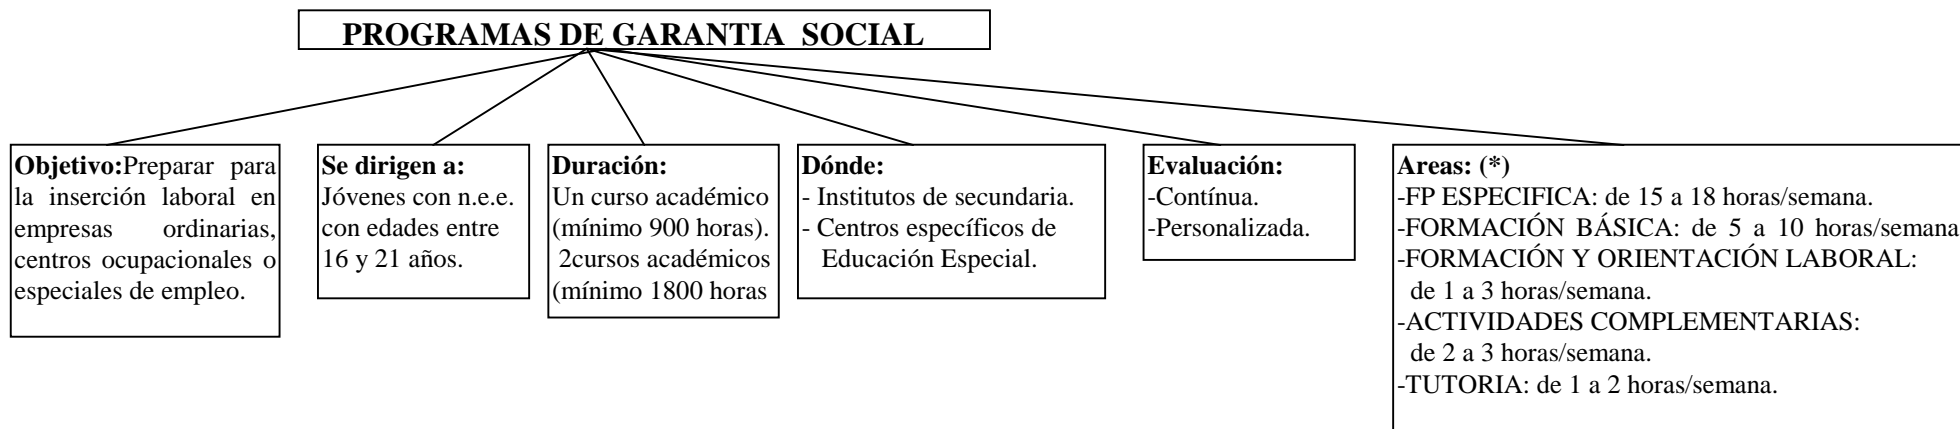 PROGRAMAS DE GARANTIA SOCIAL
Objetivo:Preparar para
la inserción laboral en
empresas ordinarias,
centros ocupacionales o
especiales de empleo.
Se dirigen a:
Jóvenes con n.e.e.
con edades entre
16 y 21 años.
Duración:
Un curso académico
(mínimo 900 horas).
2cursos académicos
(mínimo 1800 horas
Dónde:
- Institutos de secundaria.
- Centros específicos de
Educación Especial.
Evaluación:
-Contínua.
-Personalizada.
Areas: (*)
-FP ESPECIFICA: de 15 a 18 horas/semana.
-FORMACIÓN BÁSICA: de 5 a 10 horas/semana
-FORMACIÓN Y ORIENTACIÓN LABORAL:
de 1 a 3 horas/semana.
-ACTIVIDADES COMPLEMENTARIAS:
de 2 a 3 horas/semana.
-TUTORIA: de 1 a 2 horas/semana.